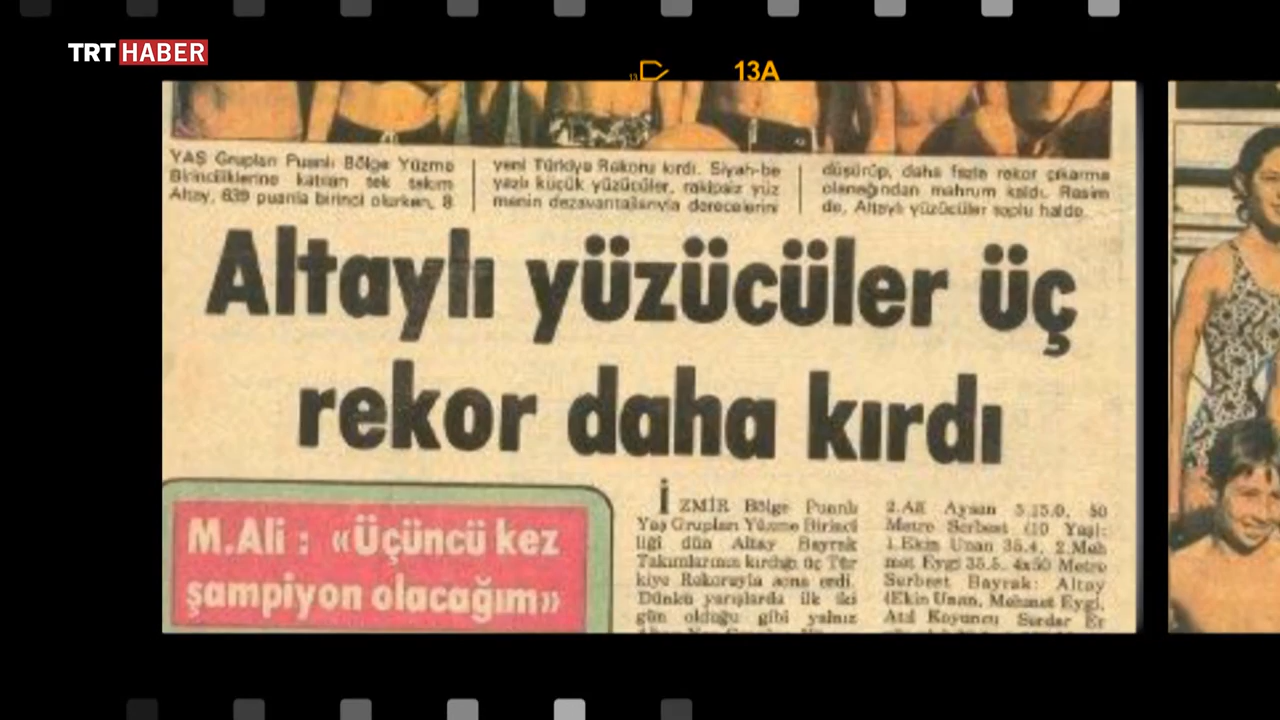 TRT HABER
13
13A
YAŞ Grupları Puanlı Bölge Yüzme
Birinciliklerine katılan tek takım
Altay, 639 puanla birinci olurken, 8
yeni Türkiye Rekoru kırdı. Siyah-be
yazlı küçük yüzücüler, rakipsiz yüz
menin dezavantajlarıyla derecelerini
düşürüp, daha fazla rekor çıkarma
olanağından mahrum kaldı. Resim
de, Altaylı yüzücüler toplu halde.
Altaylı yüzücüler üç
rekor daha kırdı
M.Ali : «Üçüncü kez
şampiyon olacağım»
İZMİR Bölge Puanlı
Yaş Grupları Yüzme Birinci
liği dün Altay Bayrak
Takımlarının kırdığı üç Tür
kiye Rekoruyla sona erdi.
Dünkü yarışlarda ilk iki
gün olduğu gibi yalnız
2.Ali Aysan 3.15.0, 50
Metre Serbest (10 Yaş):
1.Ekin Unan 35.4, 2.Meh
met Eygi 35.5, 4x50 Metre
Serbest Bayrak: Altay
(Ekin Unan, Mehmet Eygi,
Atıl Koyuncu Serdar Er